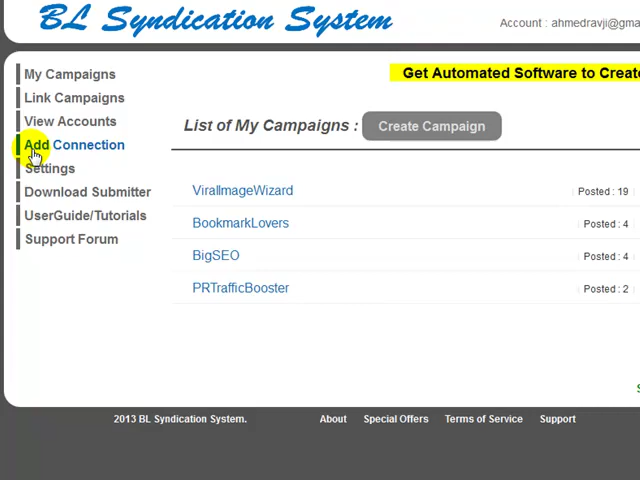 BL Syndication System
Account : ahmedravji@gma
My Campaigns
Link Campaigns
View Accounts
Add Connection
Settings
Download Submitter
UserGuide/Tutorials
Support Forum
Get Automated Software to Create
List of My Campaigns :
Create Campaign
ViralImageWizard
Posted : 19
BookmarkLovers
Posted : 4
BigSEO
Posted : 4
PRTrafficBooster
Posted : 2
2013 BL Syndication System.
About
Special Offers
Terms of Service
Support